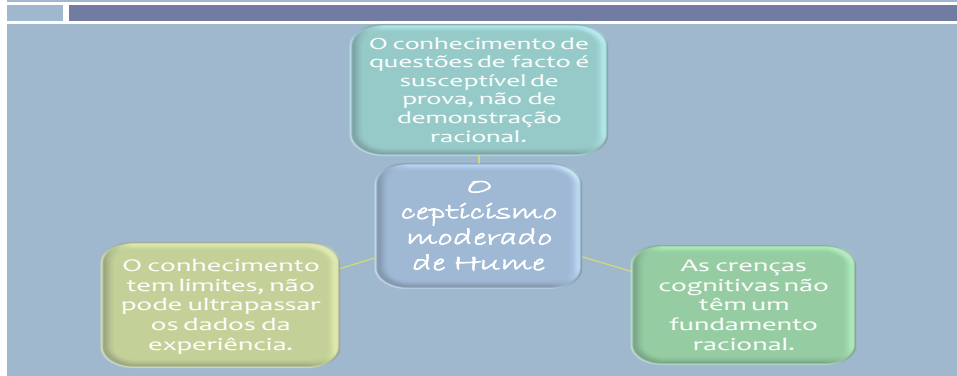 O conhecimento de
questões de facto é
susceptível de
prova, não de
demonstração
racional.
O
cepticismo
moderado
de Hume
O conhecimento
tem limites, não
pode ultrapassar
os dados da
experiência.
As crenças
cognitivas não
têm um
fundamento
racional.